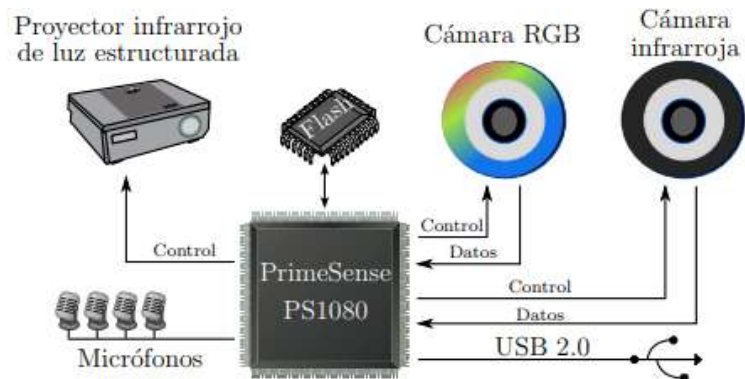 Proyector infrarrojo
de luz estructurada
Cámara RGB
Cámara
infrarroja
Flash
Control
Control
Datos
PrimeSense
PS1080
Control
Datos
Micrófonos
USB 2.0